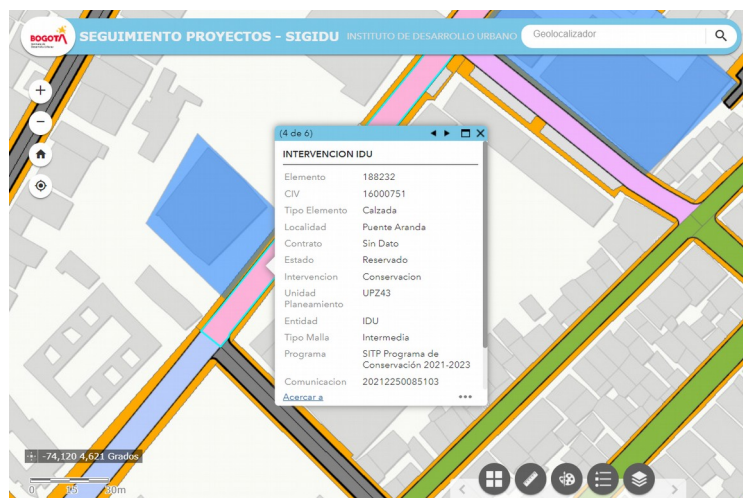 BOGOTÁ
SEGUIMIENTO PROYECTOS - SIGIDU INSTITUTO DE DESARROLLO URBANO
Geolocalizador
(4 de 6)
INTERVENCION IDU
Elemento 188232
CIV 16000751
Tipo Elemento Calzada
Localidad Puente Aranda
Contrato Sin Dato
Estado Reservado
Intervencion Conservacion
Unidad Planeamiento UPZ43
Entidad IDU
Tipo Malla Intermedia
Programa SITP Programa de
Conservación 2021-2023
Comunicacion 20212250085103
Acercar a
-74,120 4,621 Grados
0 15 30m